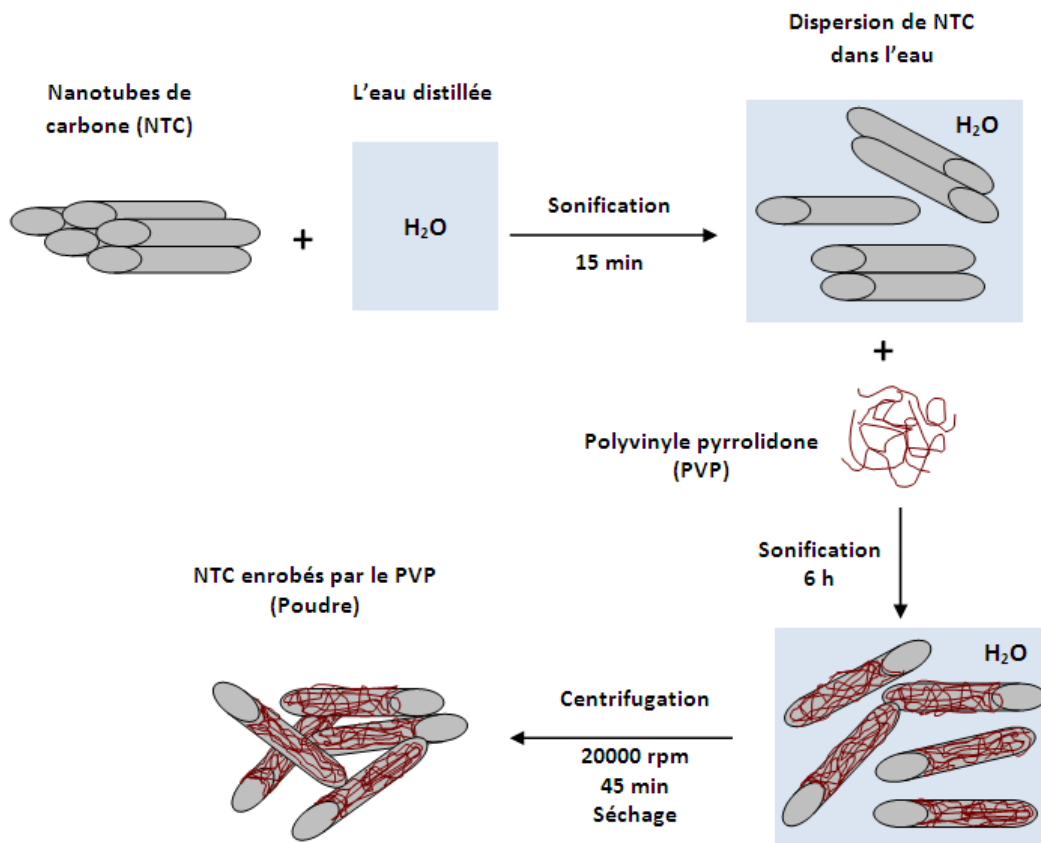 Nanotubes de
carbone (NTC)
L'eau distillée
Dispersion de NTC
dans l'eau
+
H₂O
Sonification
15 min
H₂O
+
Polyvinyle pyrrolidone
(PVP)
Sonification
6 h
H₂O
Centrifugation
20000 rpm
45 min
Séchage
NTC enrobés par le PVP
(Poudre)